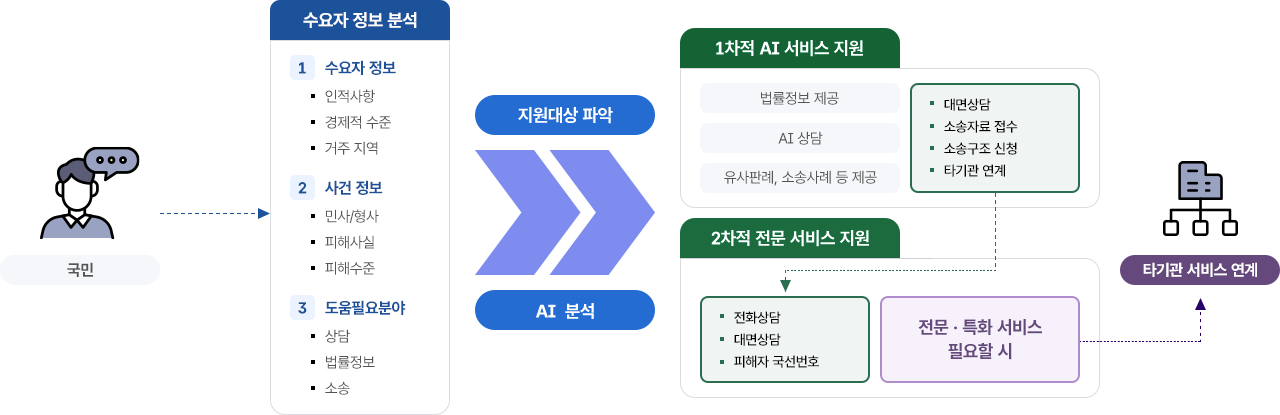 국민
수요자 정보 분석
1 수요자 정보
인적사항
경제적 수준
거주 지역
2 사건 정보
민사/형사
피해사실
피해수준
3 도움필요분야
상담
법률정보
소송
지원대상 파악
AI 분석
1차적 AI 서비스 지원
법률정보 제공
AI 상담
유사판례, 소송사례 등 제공
대면상담
소송자료 접수
소송구조 신청
타기관 연계
2차적 전문 서비스 지원
전화상담
대면상담
피해자 국선번호
전문 · 특화 서비스
필요할 시
타기관 서비스 연계